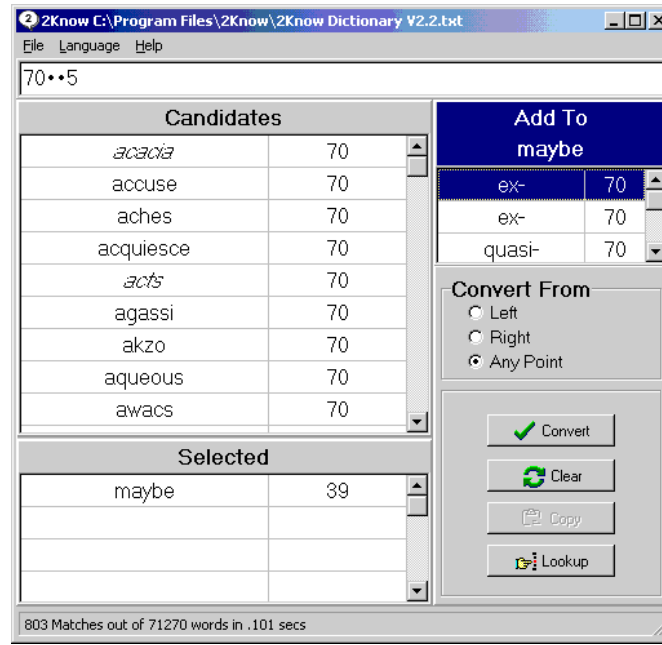 2Know C:\Program Files\2Know\2Know Dictionary V2.2.txt
File Language Help
70••5
Candidates
acacia 70
accuse 70
aches 70
acquiesce 70
acts 70
agassi 70
akzo 70
aqueous 70
awacs 70
Selected
maybe 39
Add To
maybe
ex- 70
ex- 70
quasi- 70
Convert From
Left
Right
Any Point
Convert
Clear
Copy
Lookup
803 Matches out of 71270 words in .101 secs